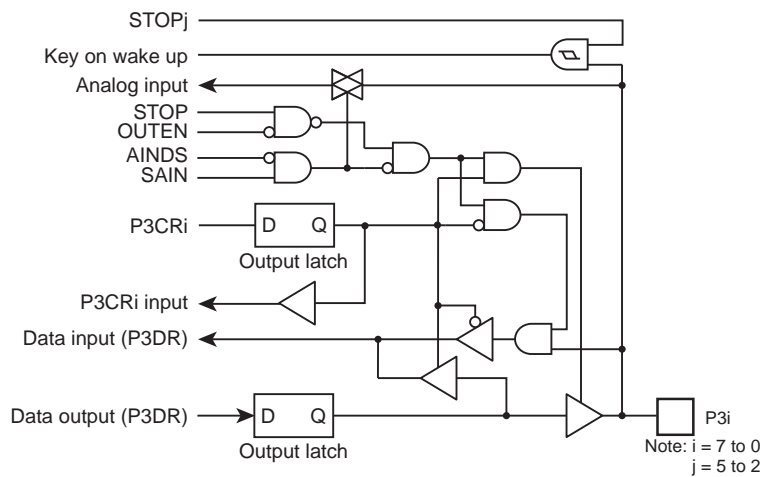 STOPj
Key on wake up
Analog input
STOP
OUTEN
AINDS
SAIN
P3CRi
D Q
Output latch
P3CRi input
Data input (P3DR)
Data output (P3DR)
D Q
Output latch
P3i
Note: i = 7 to 0
j = 5 to 2